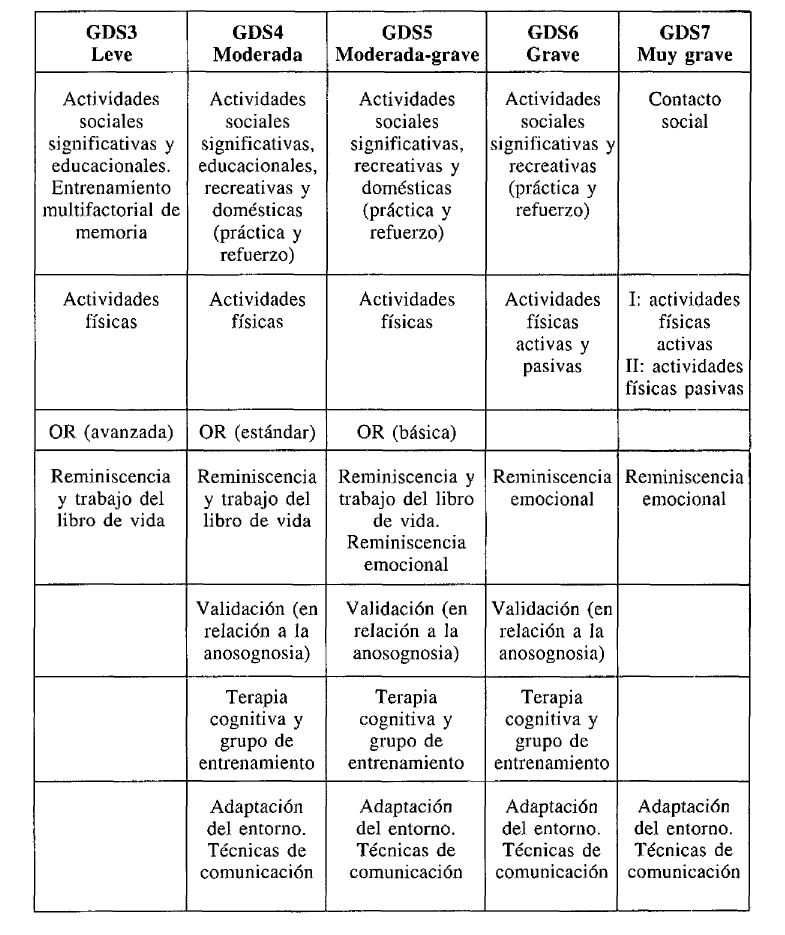 GDS3
Leve
GDS4
Moderada
GDS5
Moderada-grave
GDS6
Grave
GDS7
Muy grave
Actividades
sociales
significativas y
educacionales.
Entrenamiento
multifactorial de
memoria
Actividades
sociales
significativas,
educacionales,
recreativas y
domésticas
(práctica y
refuerzo)
Actividades
sociales
significativas,
recreativas y
domésticas
(práctica y
refuerzo)
Actividades
sociales
significativas y
recreativas
(práctica y
refuerzo)
Contacto
social
Actividades
físicas
Actividades
físicas
Actividades
físicas
Actividades
físicas
activas y
pasivas
I: actividades
físicas
activas
II: actividades
físicas pasivas
OR (avanzada)
OR (estándar)
OR (básica)
Reminiscencia
y trabajo del
libro de vida
Reminiscencia
y trabajo del
libro de vida
Reminiscencia y
trabajo del libro
de vida.
Reminiscencia
emocional
Reminiscencia
emocional
Reminiscencia
emocional
Validación (en
relación a la
anosognosia)
Validación (en
relación a la
anosognosia)
Validación (en
relación a la
anosognosia)
Terapia
cognitiva y
grupo de
entrenamiento
Terapia
cognitiva y
grupo de
entrenamiento
Terapia
cognitiva y
grupo de
entrenamiento
Adaptación
del entorno.
Técnicas de
comunicación
Adaptación
del entorno.
Técnicas de
comunicación
Adaptación
del entorno.
Técnicas de
comunicación
Adaptación
del entorno.
Técnicas de
comunicación